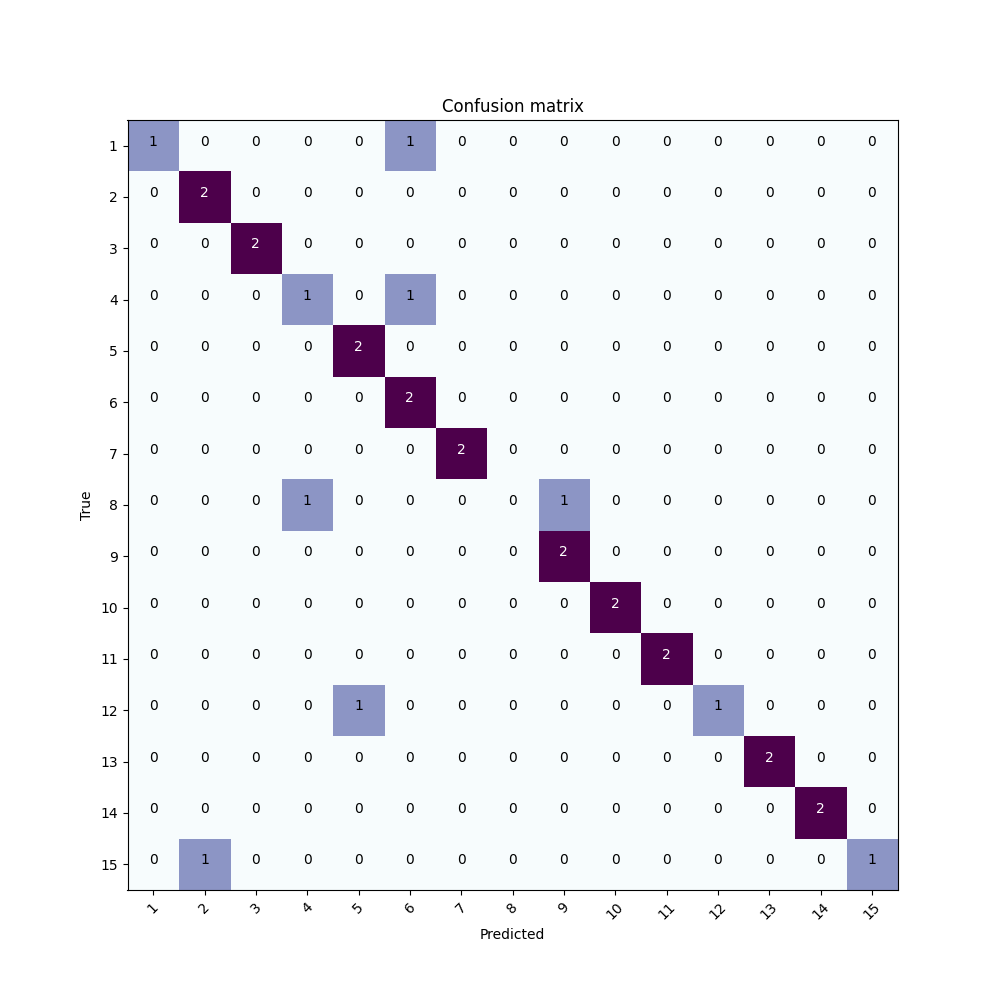 Confusion matrix
1 1 0 0 0 0 1 0 0 0 0 0 0 0 0 0
2 0 2 0 0 0 0 0 0 0 0 0 0 0 0 0
3 0 0 2 0 0 0 0 0 0 0 0 0 0 0 0
4 0 0 0 1 0 1 0 0 0 0 0 0 0 0 0
5 0 0 0 0 2 0 0 0 0 0 0 0 0 0 0
6 0 0 0 0 0 2 0 0 0 0 0 0 0 0 0
7 0 0 0 0 0 0 2 0 0 0 0 0 0 0 0
True
8 0 0 0 1 0 0 0 0 1 0 0 0 0 0 0
9 0 0 0 0 0 0 0 0 2 0 0 0 0 0 0
10 0 0 0 0 0 0 0 0 0 2 0 0 0 0 0
11 0 0 0 0 0 0 0 0 0 0 2 0 0 0 0
12 0 0 0 0 1 0 0 0 0 0 0 1 0 0 0
13 0 0 0 0 0 0 0 0 0 0 0 0 2 0 0
14 0 0 0 0 0 0 0 0 0 0 0 0 0 2 0
15 0 1 0 0 0 0 0 0 0 0 0 0 0 0 1
1 2 3 4 5 6 7 8 9 10 11 12 13 14 15
Predicted